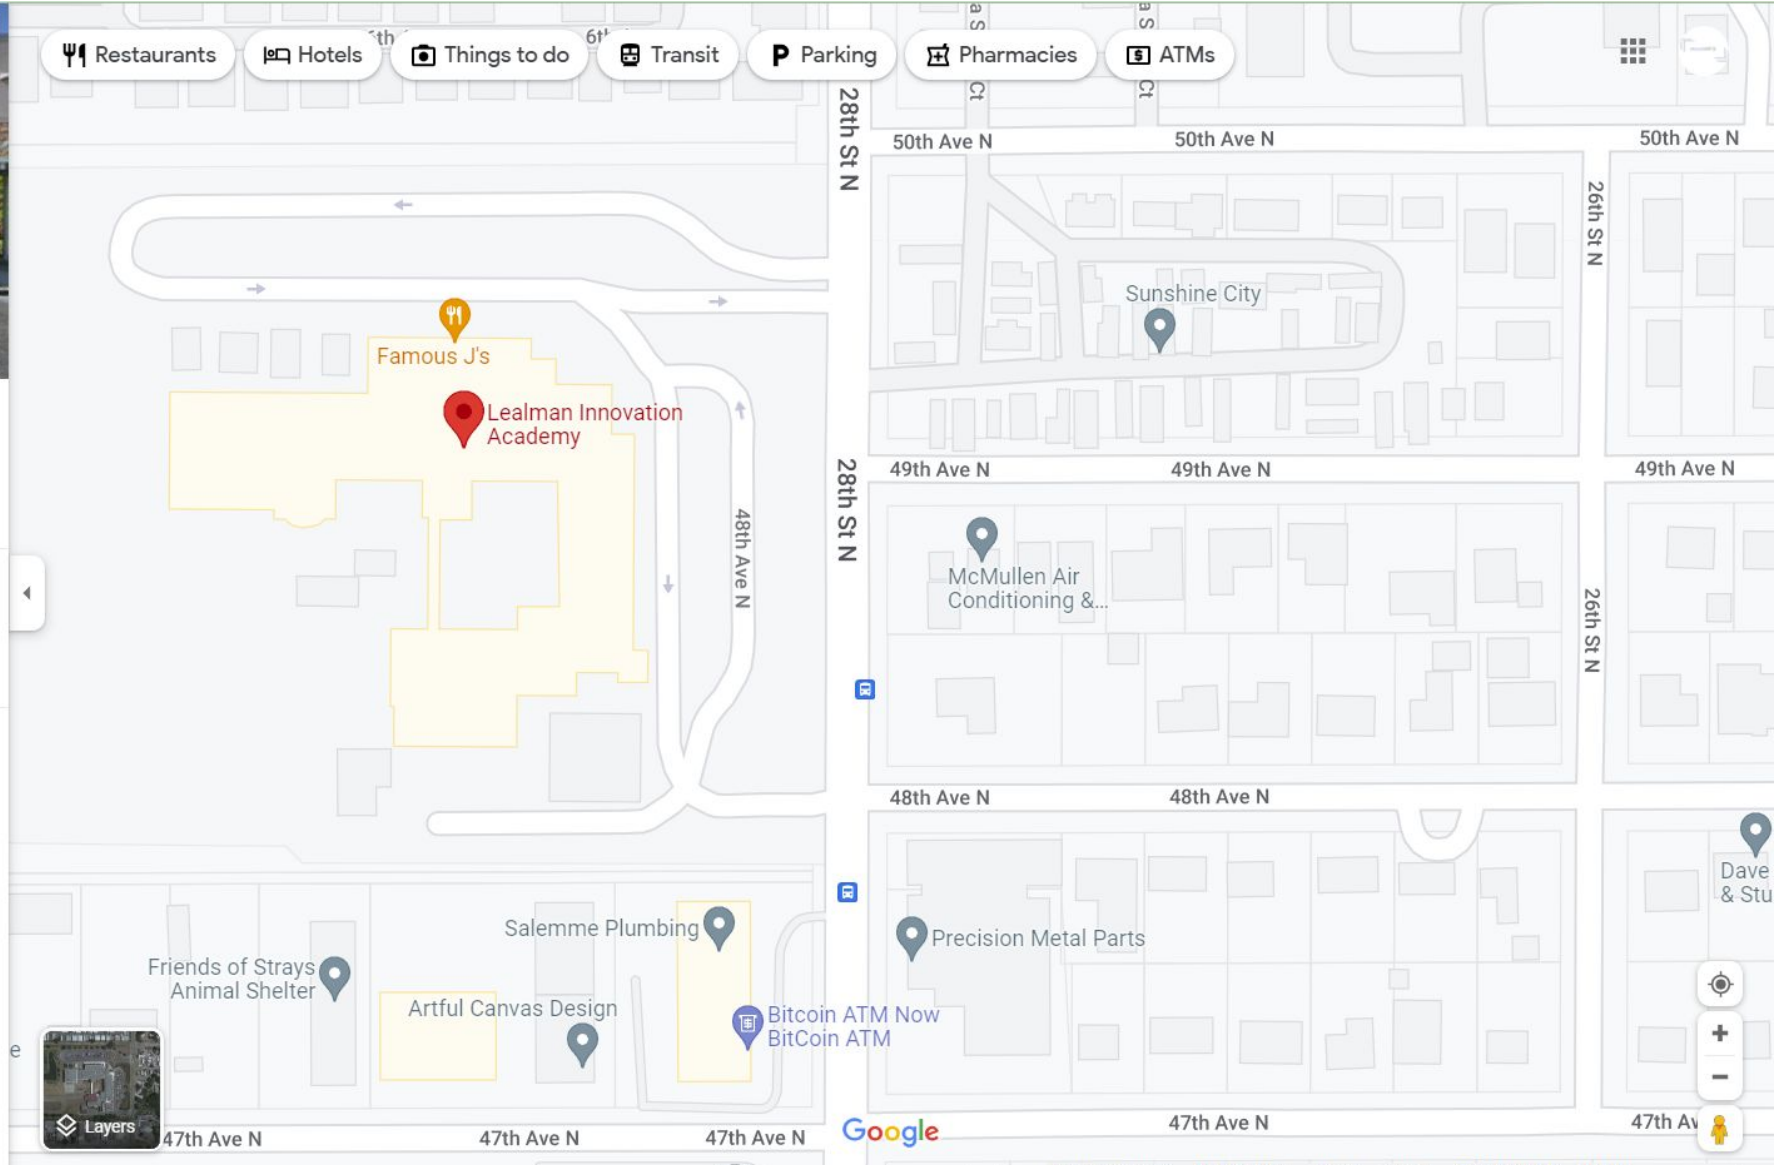 Restaurants
Hotels
Things to do
Transit
Parking
Pharmacies
ATMs
6th
6th
a S
Ct
a S
Ct
28th St N
50th Ave N
50th Ave N
50th Ave N
26th St N
Sunshine City
Famous J's
Lealman Innovation
Academy
28th St N
49th Ave N
49th Ave N
49th Ave N
48th Ave N
McMullen Air
Conditioning &...
26th St N
48th Ave N
48th Ave N
Dave
& Stu
Salemme Plumbing
Precision Metal Parts
Friends of Strays
Animal Shelter
Artful Canvas Design
Bitcoin ATM Now
BitCoin ATM
e
Layers
47th Ave N
47th Ave N
47th Ave N
Google
47th Ave N
47th Av